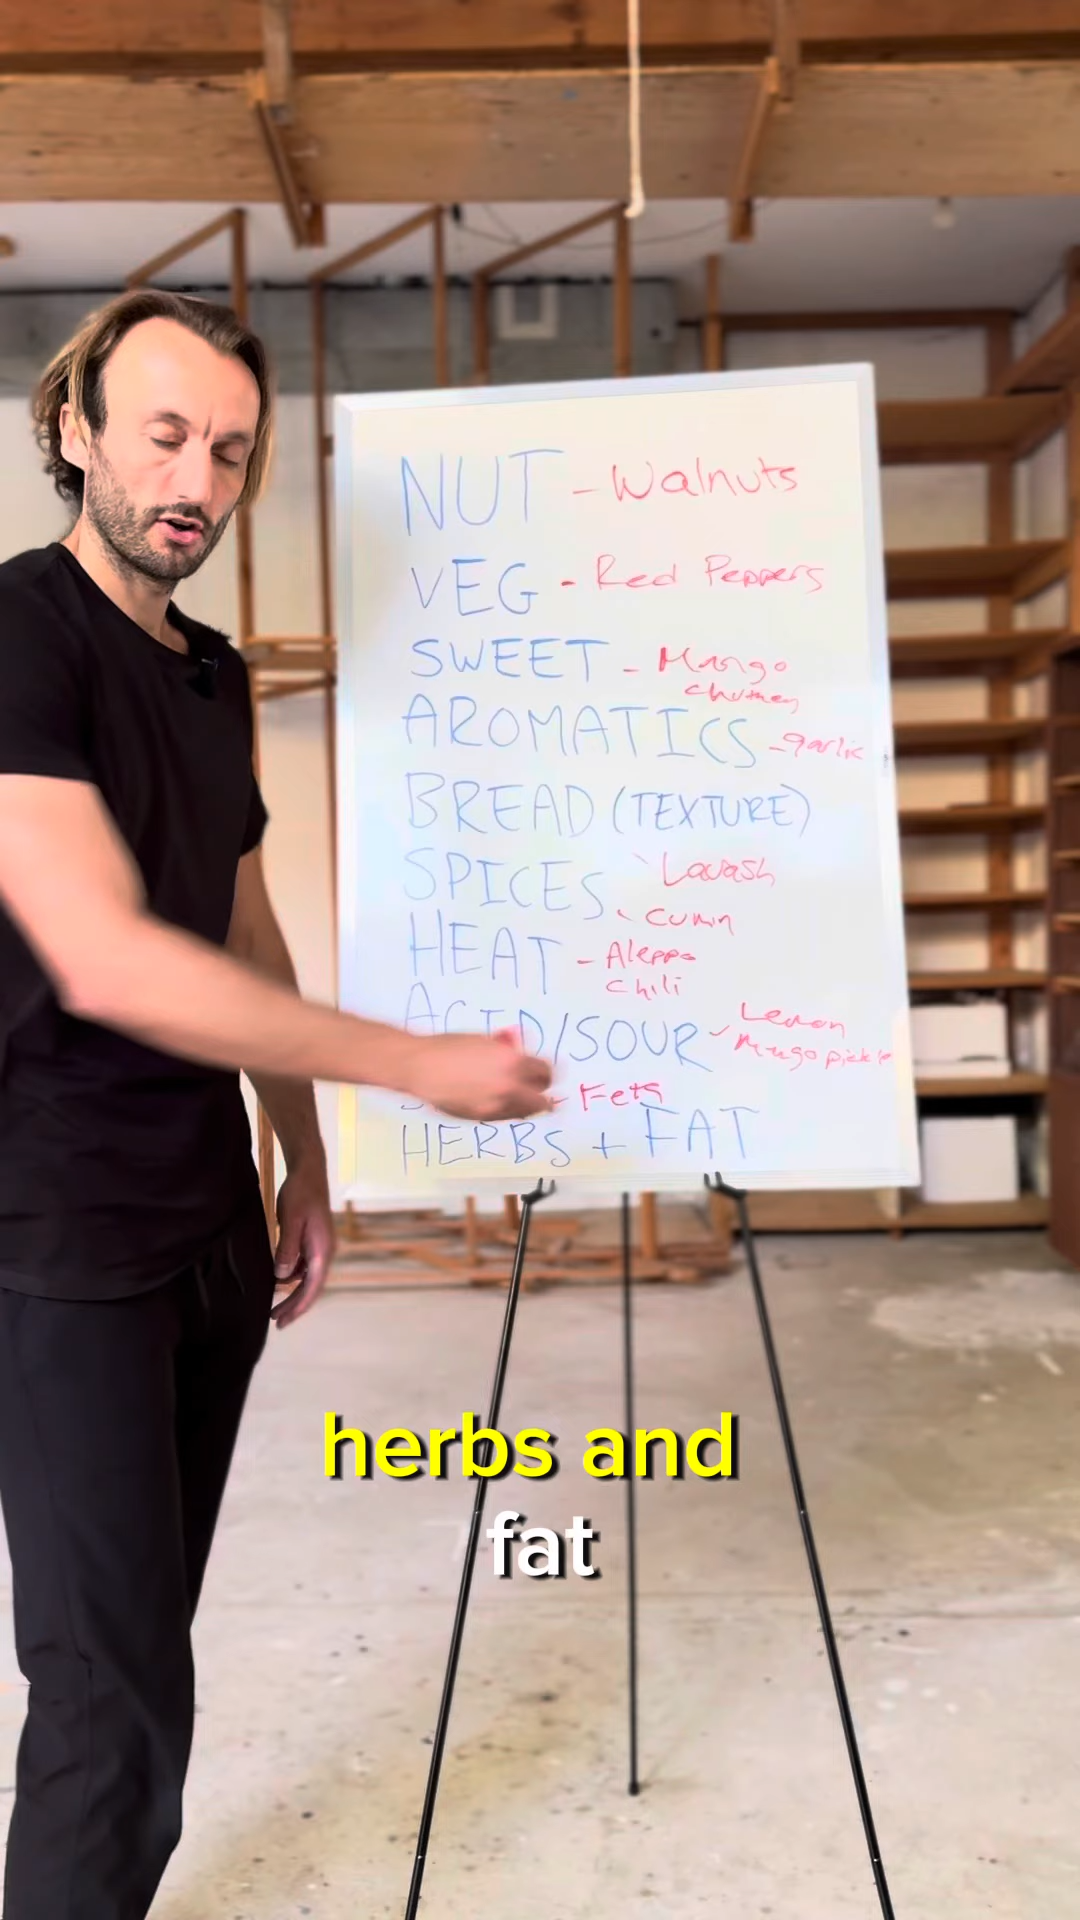 NUT - Walnuts
VEG - Red Peppers
SWEET - Mango
chutney
AROMATICS - garlic
BREAD (TEXTURE)
- Lavash
SPICES
- Cumin
HEAT - Aleppo
Chili
ACID/SOUR - Lemon
Mango pickle
- Feta
HERBS + FAT
herbs and
fat